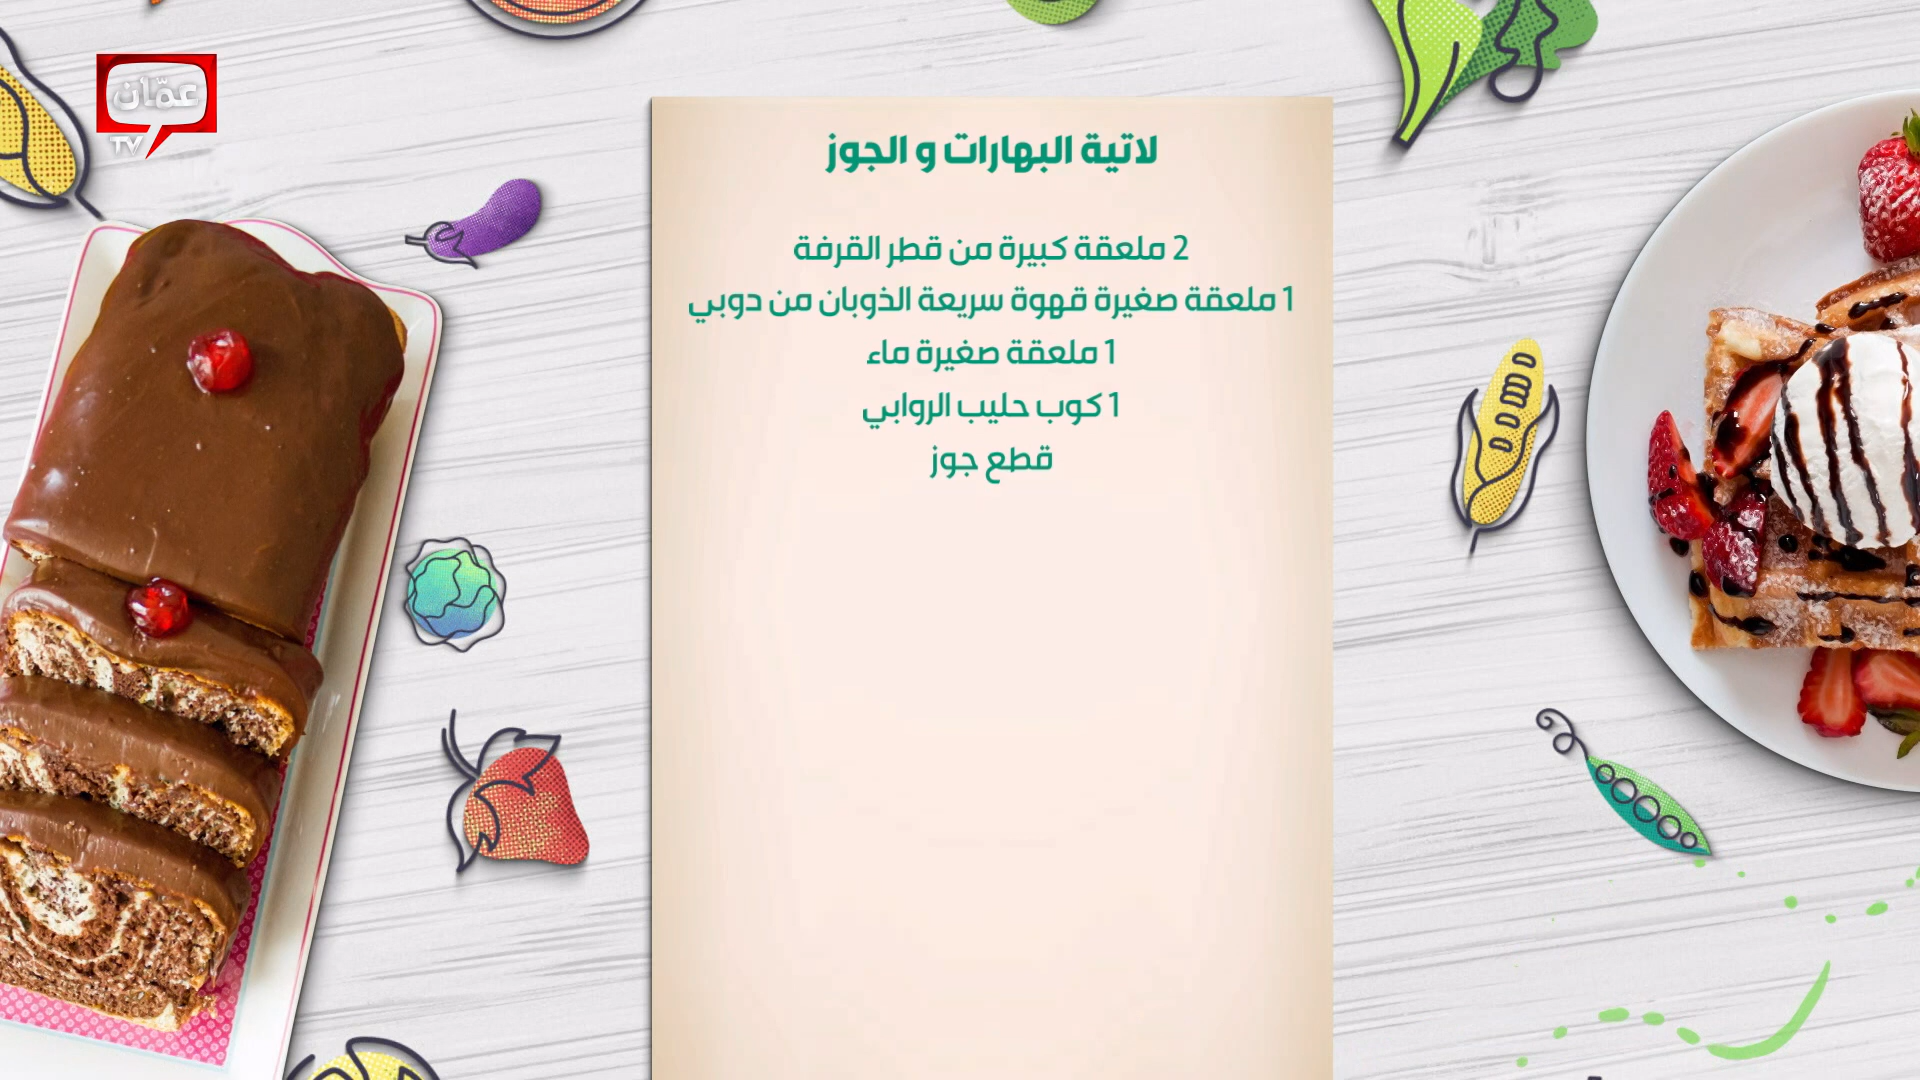 عمّان
TV
لاتية البهارات و الجوز
2 ملعقة كبيرة من قطر القرفة
1 ملعقة صغيرة قهوة سريعة الذوبان من دوبي
1 ملعقة صغيرة ماء
1 كوب حليب الروابي
قطع جوز